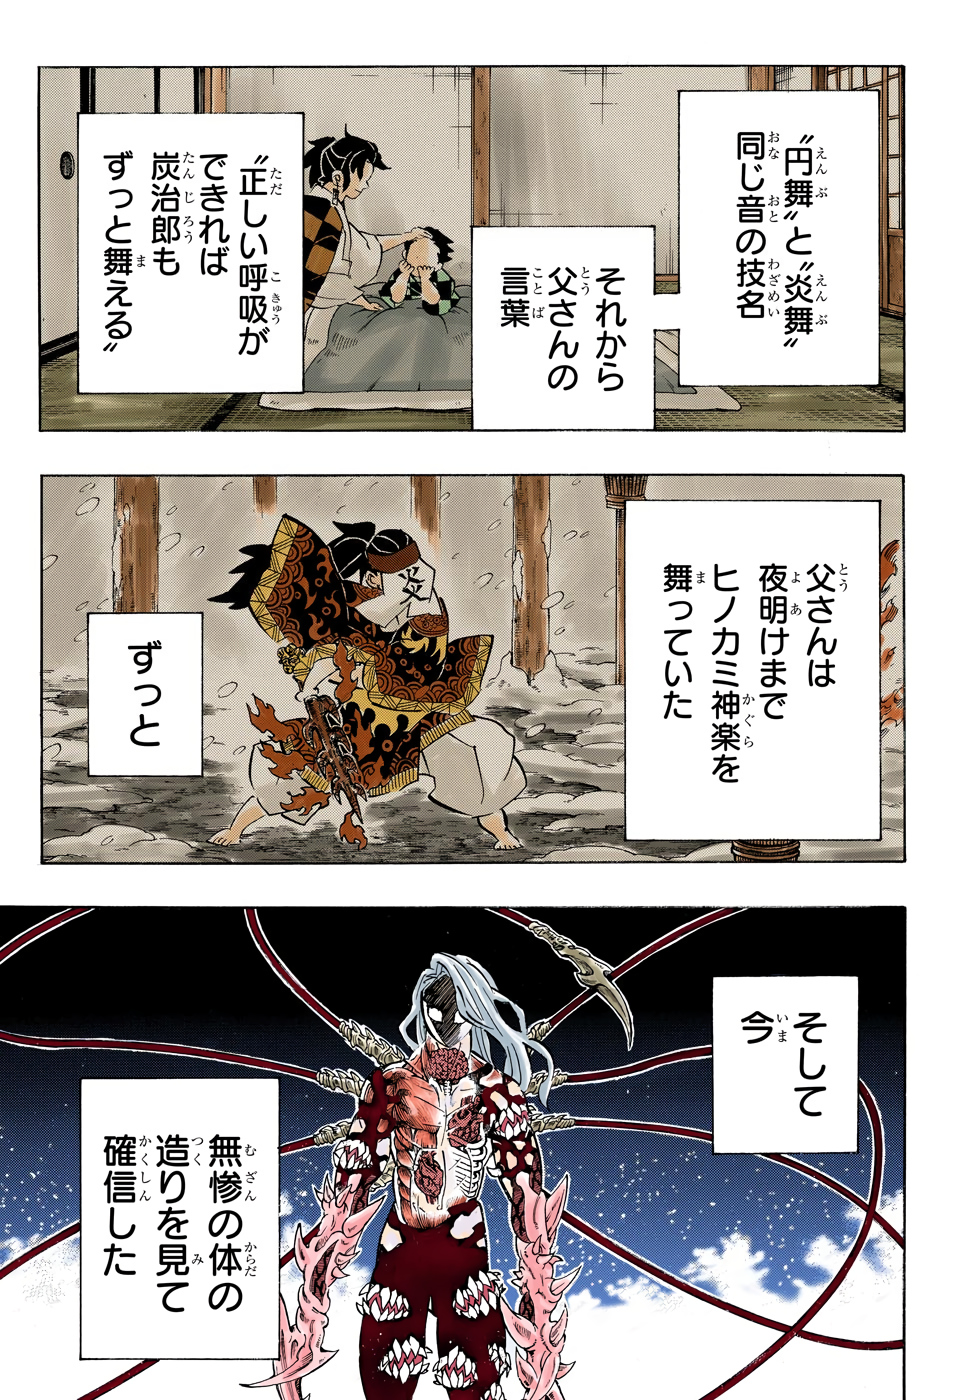 〝円舞〟と〝炎舞〟
同じ音の技名
それから
父さんの
言葉
〝正しい呼吸が
できれば
炭治郎も
ずっと舞える〟
父さんは
夜明けまで
ヒノカミ神楽を
舞っていた
炎
ずっと
そして
今
無惨の体の
造りを見て
確信した